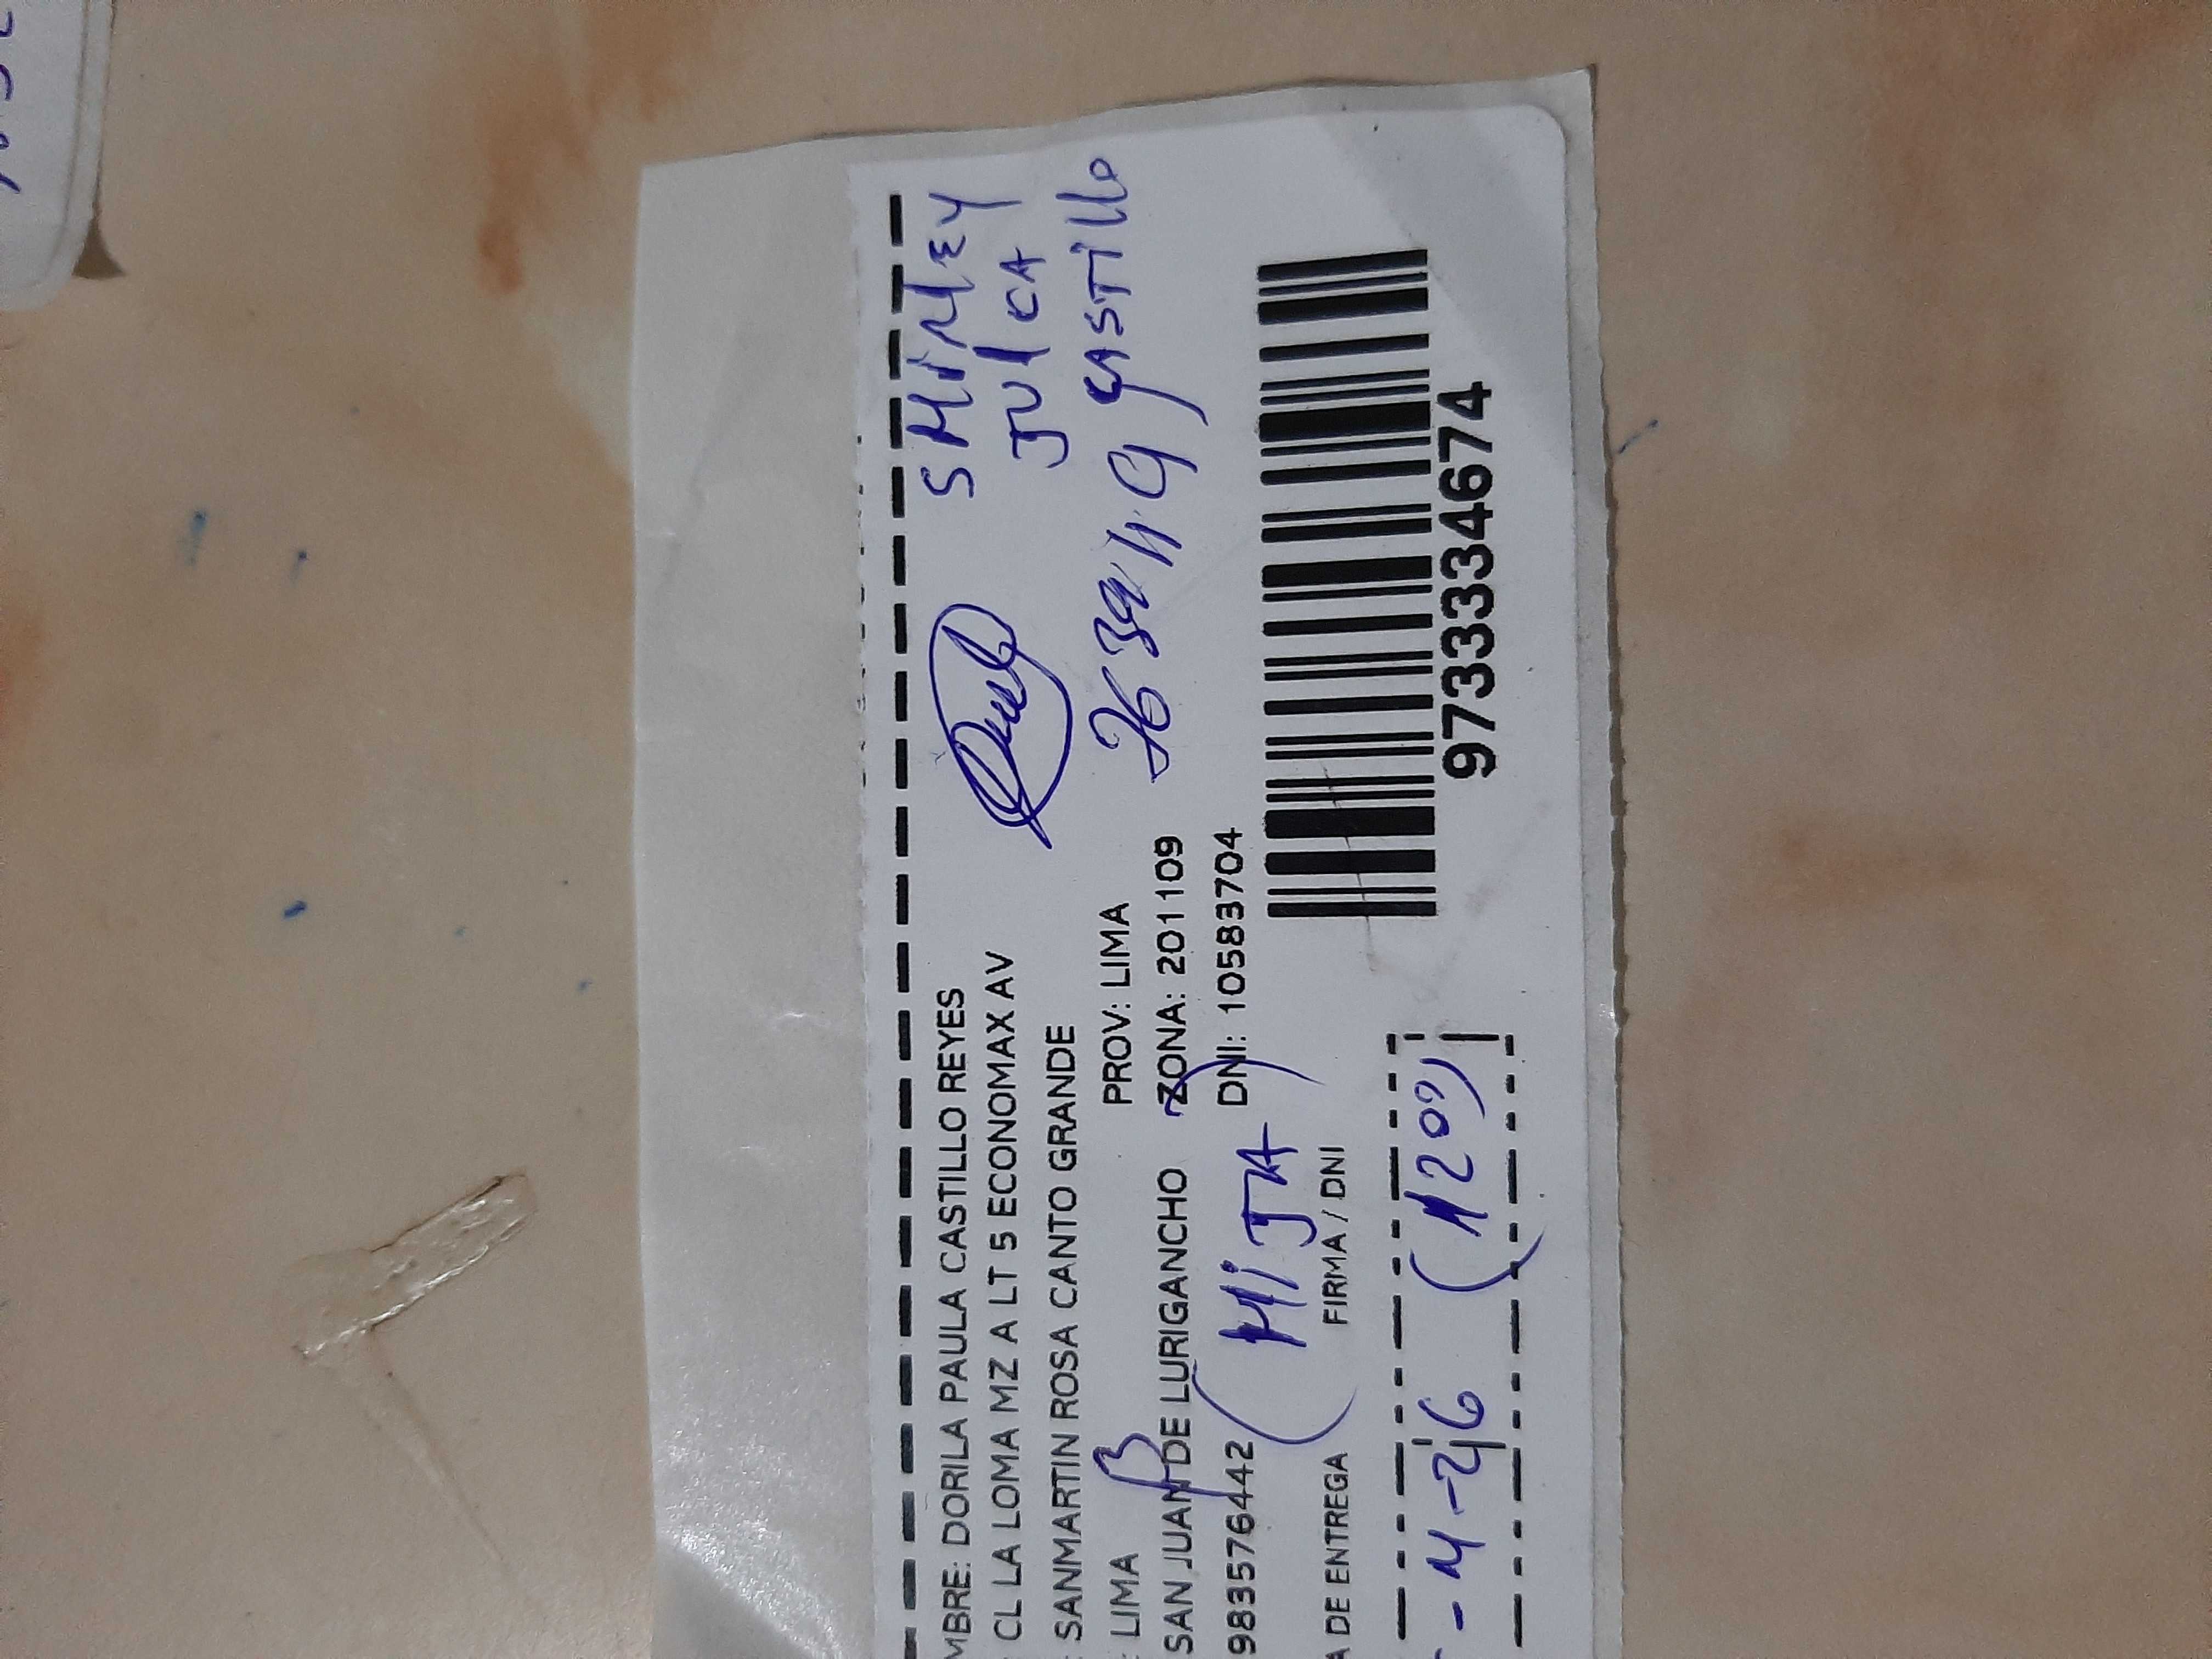 MBRE: DORILA PAULA CASTILLO REYES
CL LA LOMA MZ A LT 5 ECONOMAX AV
SANMARTIN ROSA CANTO GRANDE
: LIMA PROV: LIMA
SAN JUAN DE LURIGANCHO ZONA: 201109
983576442 DNI: 10583704
(HIJA)
A DE ENTREGA FIRMA / DNI
- 4 - 26 (1209)
SHIRLEY
JULCA
CASTILLO
973333334674